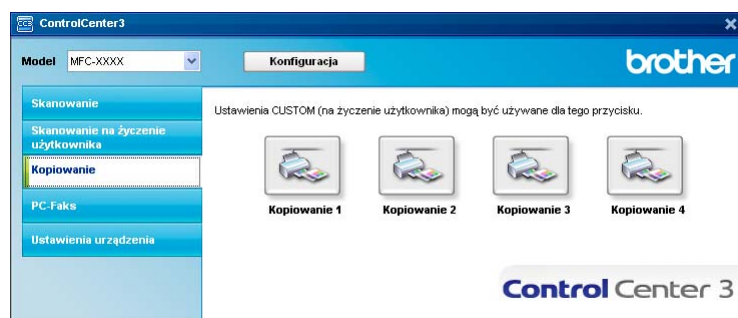 ControlCenter3
Model MFC-XXXX Konfiguracja brother
Skanowanie
Skanowanie na życzenie
użytkownika
Kopiowanie
PC-Faks
Ustawienia urządzenia
Ustawienia CUSTOM (na życzenie użytkownika) mogą być używane dla tego przycisku.
Kopiowanie 1 Kopiowanie 2 Kopiowanie 3 Kopiowanie 4
Control Center 3